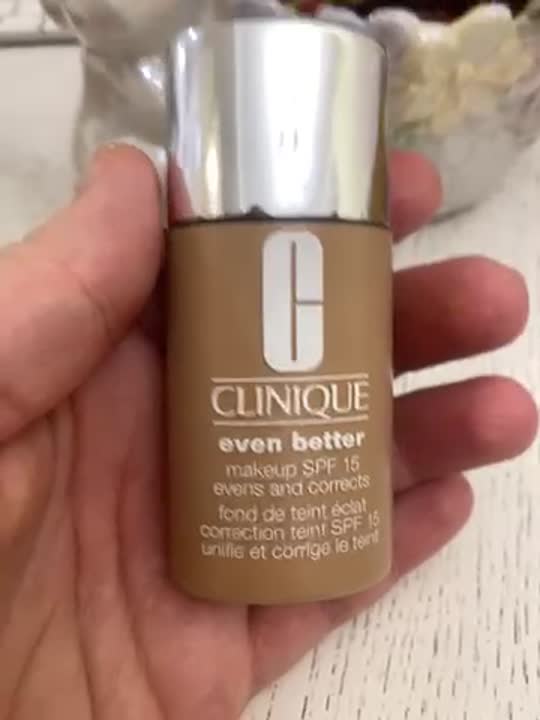 C
CLINIQUE
even better
makeup SPF 15
evens and corrects
fond de teint éclat
correction teint SPF 15
unifie et corrige le teint